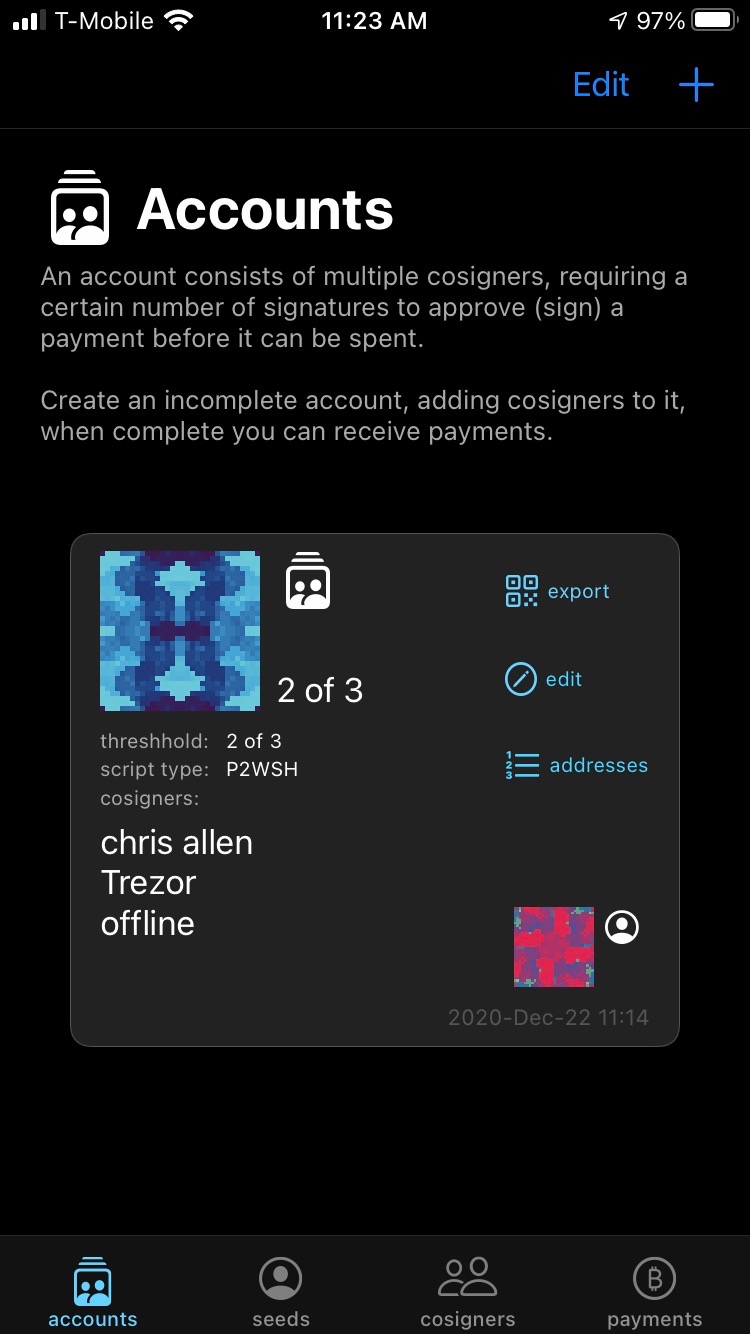 T-Mobile 11:23 AM 97%
Edit +
Accounts
An account consists of multiple cosigners, requiring a
certain number of signatures to approve (sign) a
payment before it can be spent.
Create an incomplete account, adding cosigners to it,
when complete you can receive payments.
export
2 of 3
edit
threshhold: 2 of 3
script type: P2WSH
addresses
cosigners:
chris allen
Trezor
offline
2020-Dec-22 11:14
accounts seeds cosigners payments